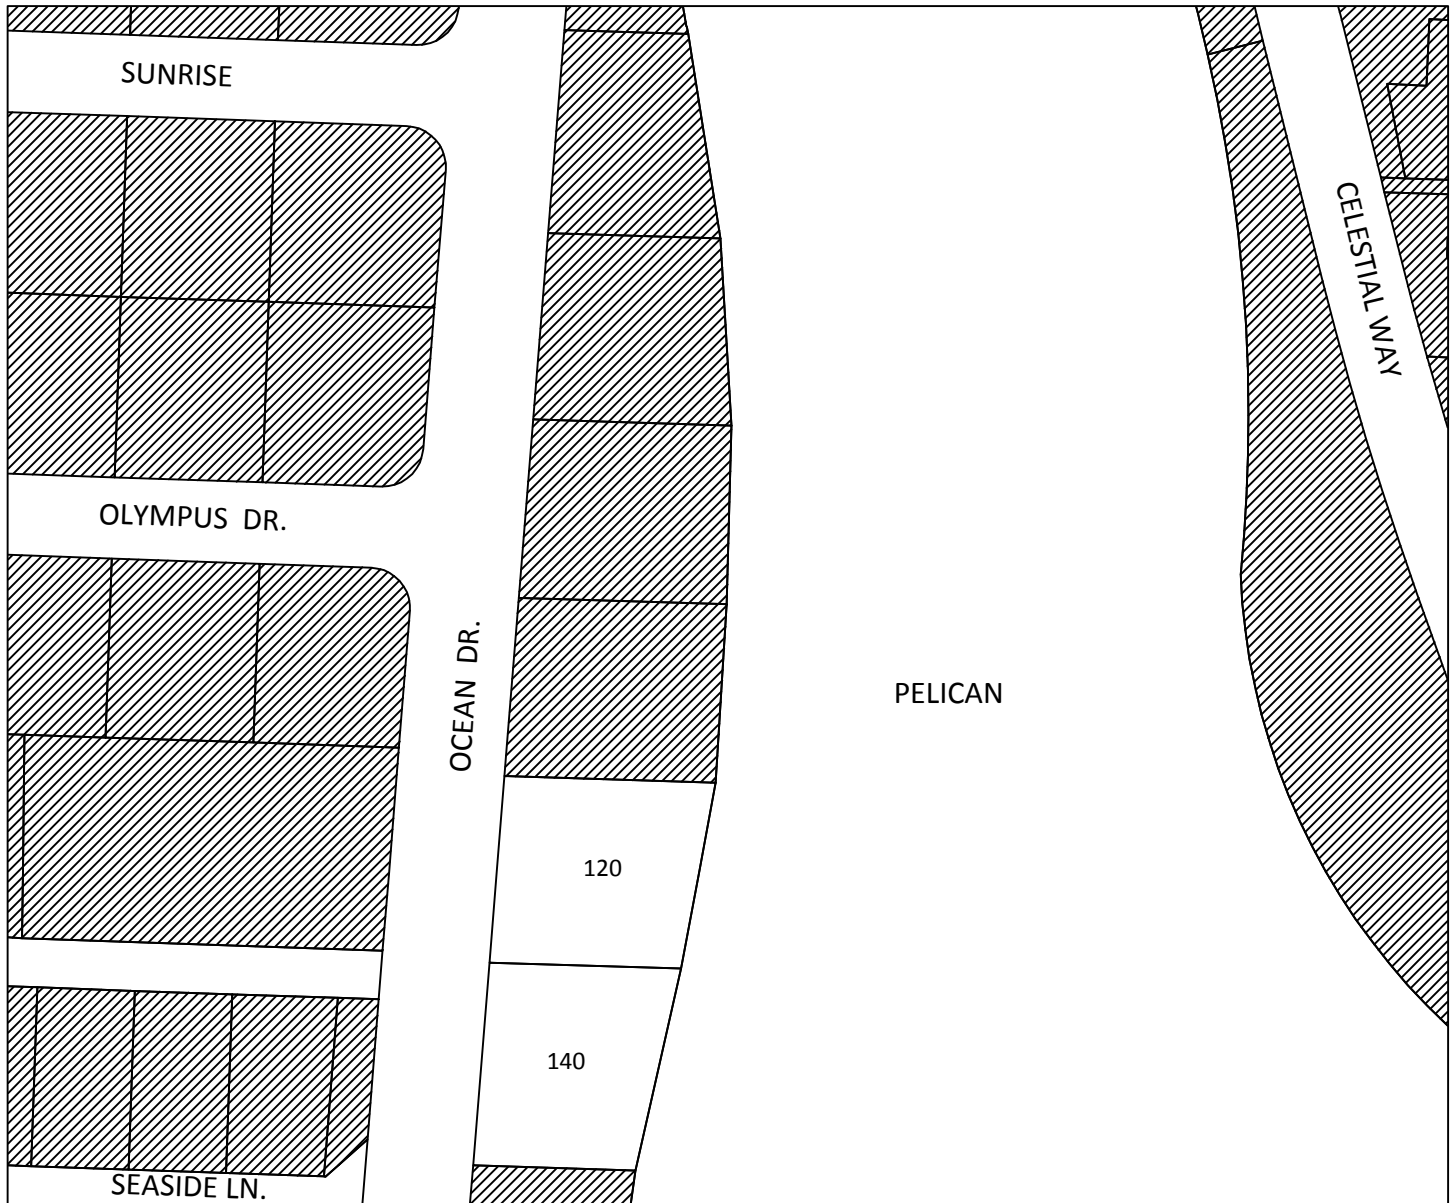 SUNRISE
CELESTIAL WAY
OLYMPUS DR.
OCEAN DR.
PELICAN
120
140
SEASIDE LN.